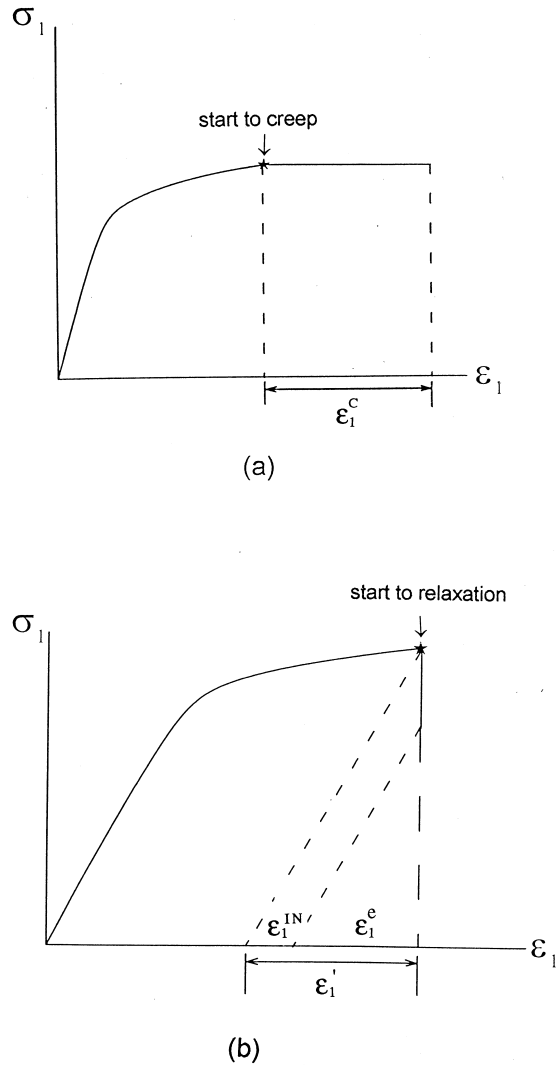 σ₁
start to creep
ε₁
ε₁ᶜ
(a)
start to relaxation
σ₁
ε₁ᴵᴺ ε₁ᵉ
ε₁
ε₁'
(b)